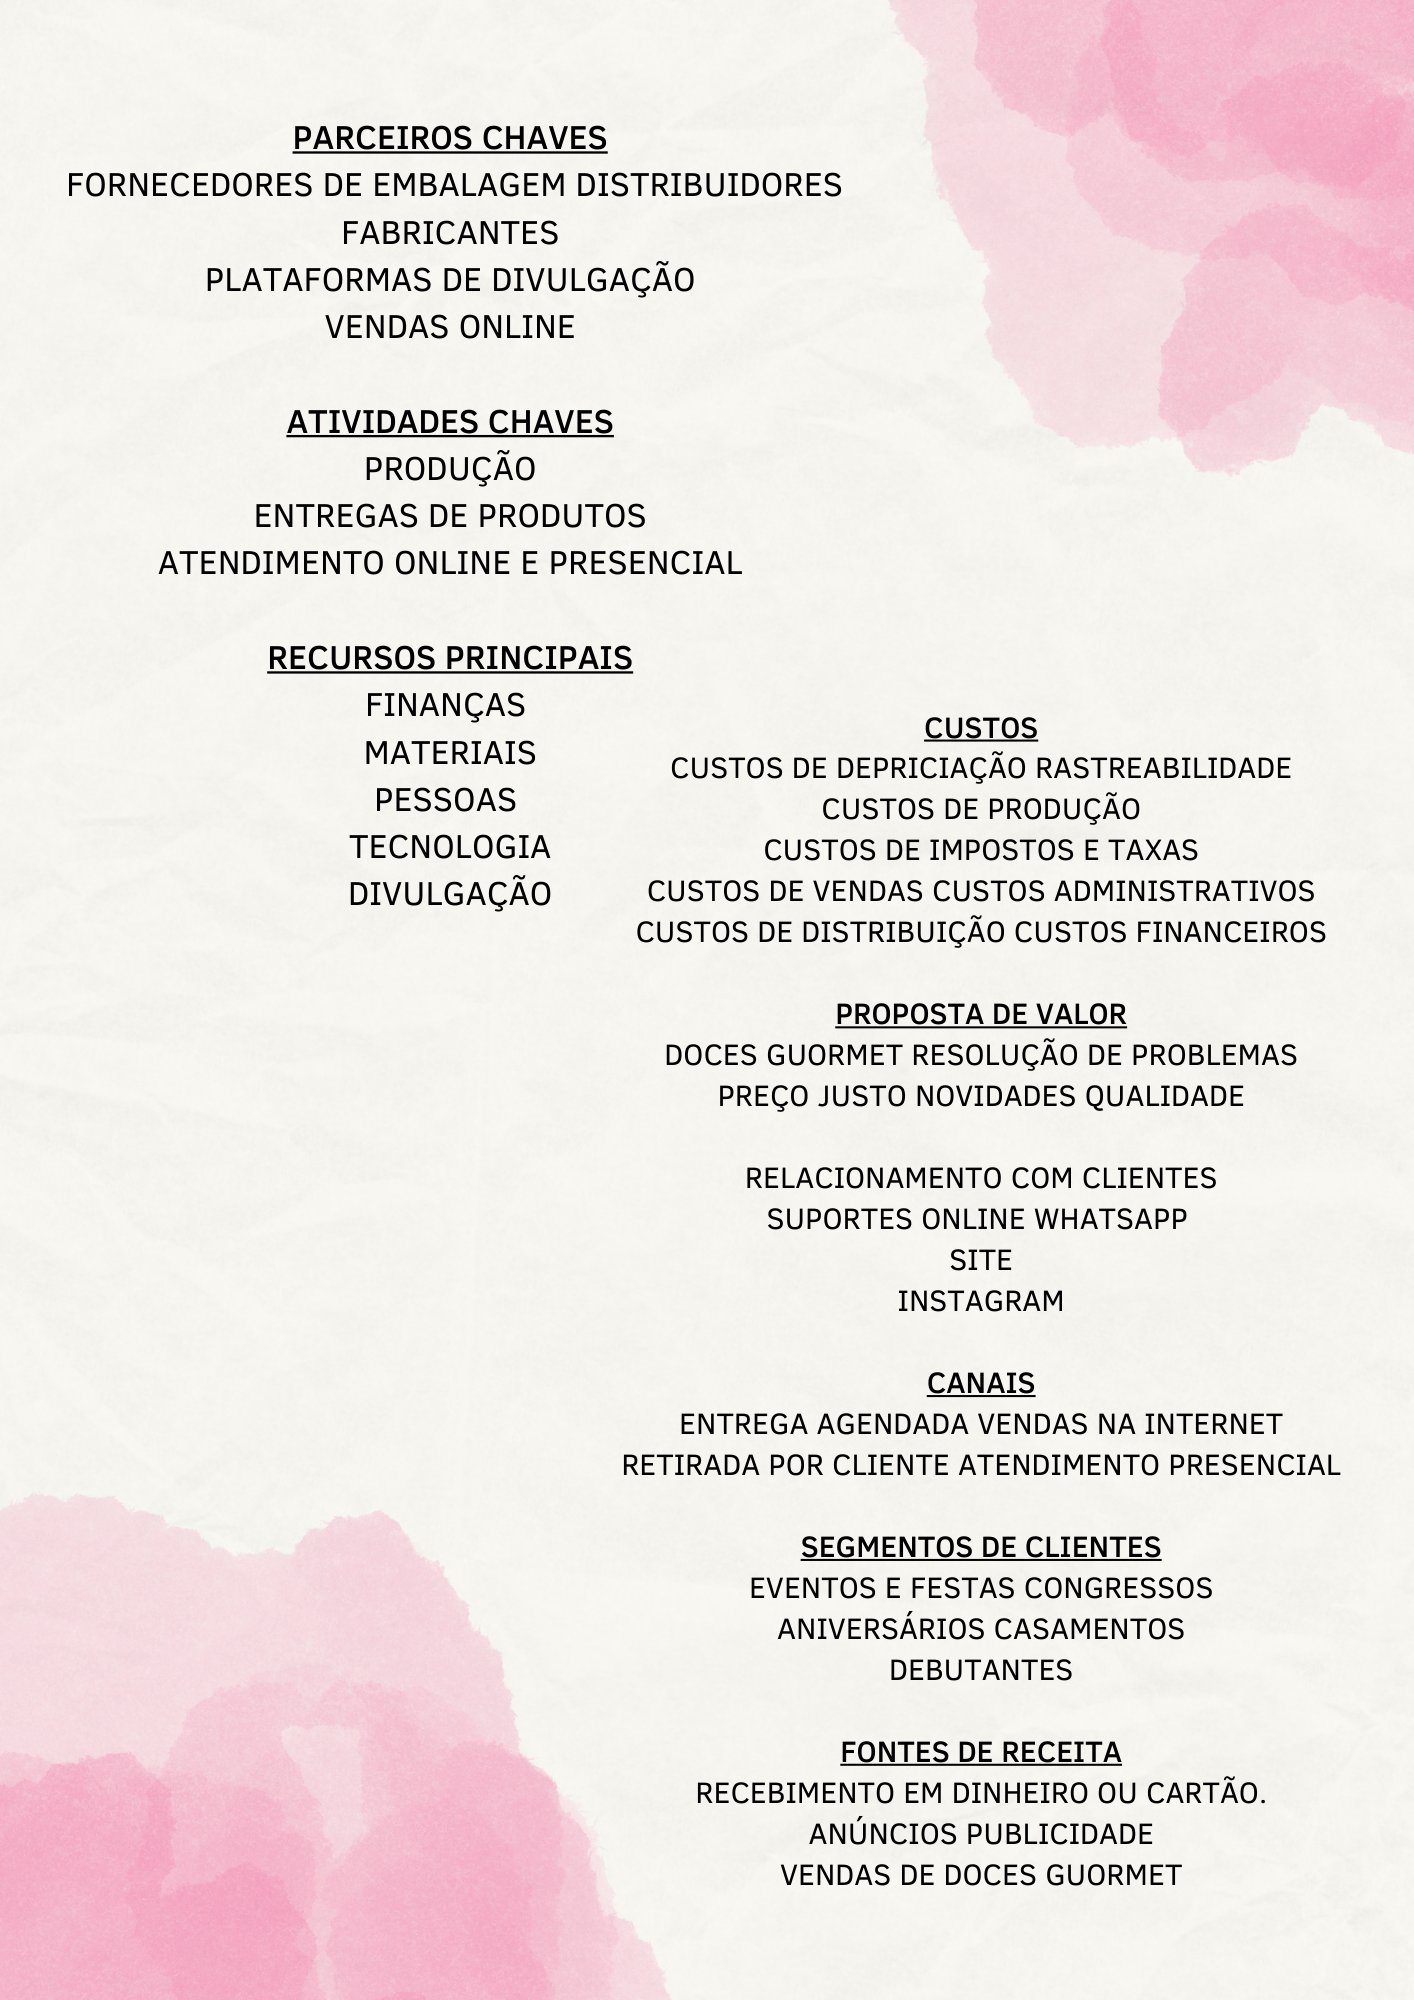 PARCEIROS CHAVES
FORNECEDORES DE EMBALAGEM DISTRIBUIDORES
FABRICANTES
PLATAFORMAS DE DIVULGAÇÃO
VENDAS ONLINE
ATIVIDADES CHAVES
PRODUÇÃO
ENTREGAS DE PRODUTOS
ATENDIMENTO ONLINE E PRESENCIAL
RECURSOS PRINCIPAIS
FINANÇAS
MATERIAIS
PESSOAS
TECNOLOGIA
DIVULGAÇÃO
CUSTOS
CUSTOS DE DEPRICIAÇÃO RASTREABILIDADE
CUSTOS DE PRODUÇÃO
CUSTOS DE IMPOSTOS E TAXAS
CUSTOS DE VENDAS CUSTOS ADMINISTRATIVOS
CUSTOS DE DISTRIBUIÇÃO CUSTOS FINANCEIROS
PROPOSTA DE VALOR
DOCES GUORMET RESOLUÇÃO DE PROBLEMAS
PREÇO JUSTO NOVIDADES QUALIDADE
RELACIONAMENTO COM CLIENTES
SUPORTES ONLINE WHATSAPP
SITE
INSTAGRAM
CANAIS
ENTREGA AGENDADA VENDAS NA INTERNET
RETIRADA POR CLIENTE ATENDIMENTO PRESENCIAL
SEGMENTOS DE CLIENTES
EVENTOS E FESTAS CONGRESSOS
ANIVERSÁRIOS CASAMENTOS
DEBUTANTES
FONTES DE RECEITA
RECEBIMENTO EM DINHEIRO OU CARTÃO.
ANÚNCIOS PUBLICIDADE
VENDAS DE DOCES GUORMET